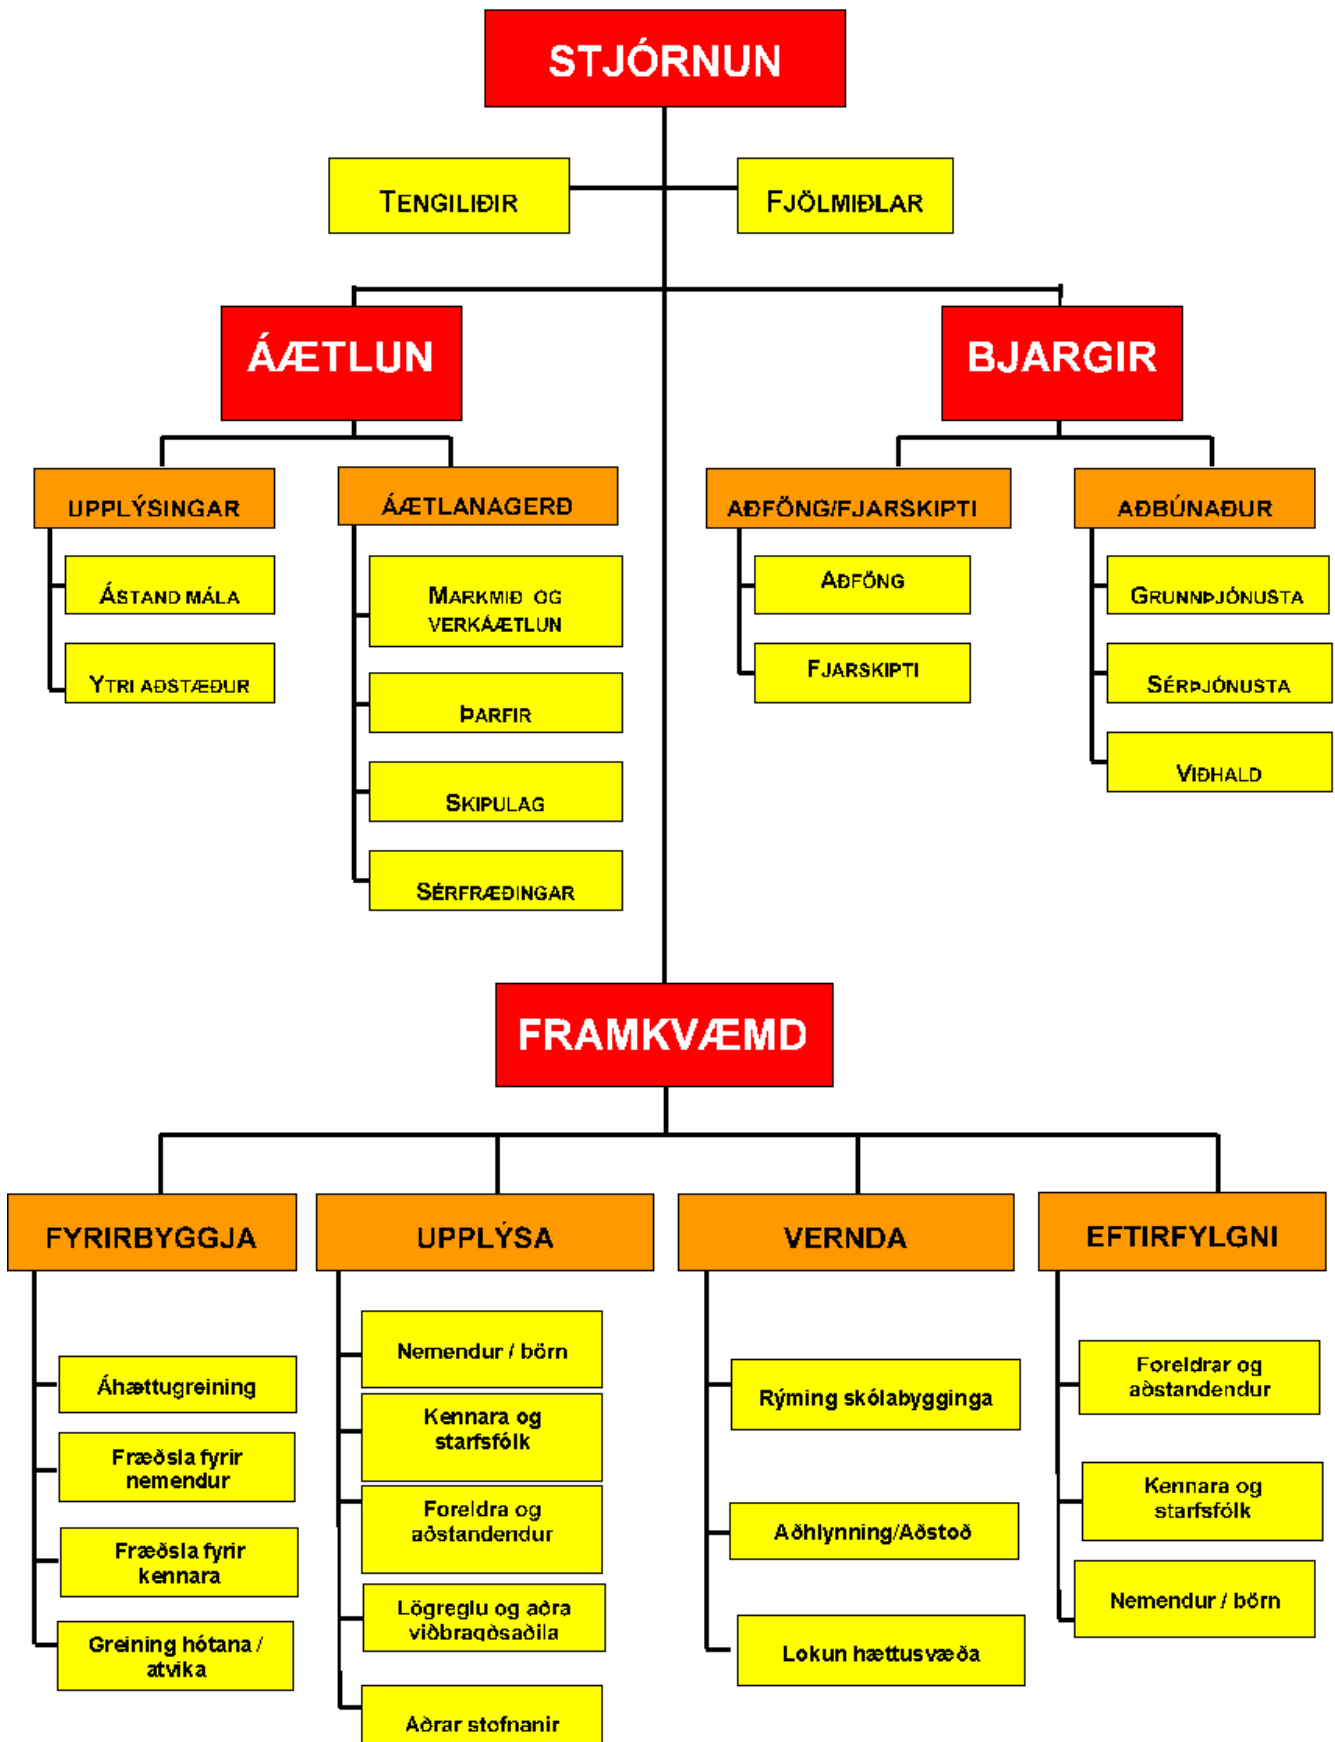 STJÓRNUN
TENGILIÐIR
FJÖLMIÐLAR
ÁÆTLUN
BJARGIR
UPPLÝSINGAR
ÁÆTLANAGERÐ
AÐFÖNG/FJARSKIPTI
AÐBÚNAÐUR
ÁSTAND MÁLA
YTRI AÐSTÆÐUR
MARKMIÐ OG
VERKÁÆTLUN
ÞARFIR
SKIPULAG
SÉRFRÆÐINGAR
AÐFÖNG
FJARSKIPTI
GRUNNÞJÓNUSTA
SÉRÞJÓNUSTA
VIÐHALD
FRAMKVÆMD
FYRIRBYGGJA
UPPLÝSA
VERNDA
EFTIRFYLGNI
Áhættugreining
Fræðsla fyrir
nemendur
Fræðsla fyrir
kennara
Greining hótana /
atvika
Nemendur / börn
Kennara og
starfsfólk
Foreldra og
aðstandendur
Lögreglu og aðra
viðbragðsaðila
Aðrar stofnanir
Rýming skólabygginga
Aðhlynning/Aðstoð
Lokun hættusvæða
Foreldrar og
aðstandendur
Kennara og
starfsfólk
Nemendur / börn